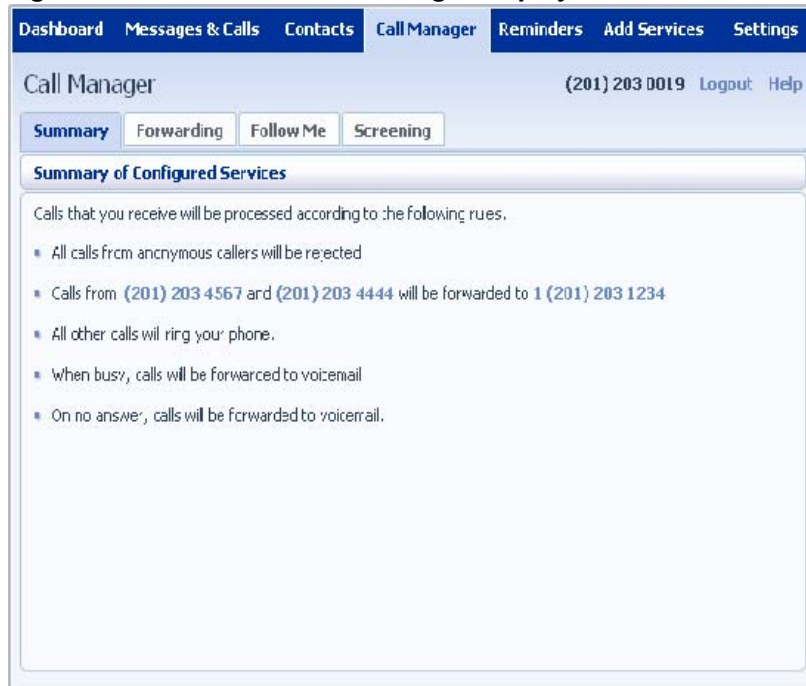 Dashboard Messages & Calls Contacts Call Manager Reminders Add Services Settings
Call Manager (201) 203 0019 Logout Help
Summary Forwarding Follow Me Screening
Summary of Configured Services
Calls that you receive will be processed according to the following rules.
All calls from anonymous callers will be rejected
Calls from (201) 203 4567 and (201) 203 4444 will be forwarded to 1 (201) 203 1234
All other calls will ring your phone.
When busy, calls will be forwarded to voicemail
On no answer, calls will be forwarded to voicemail.